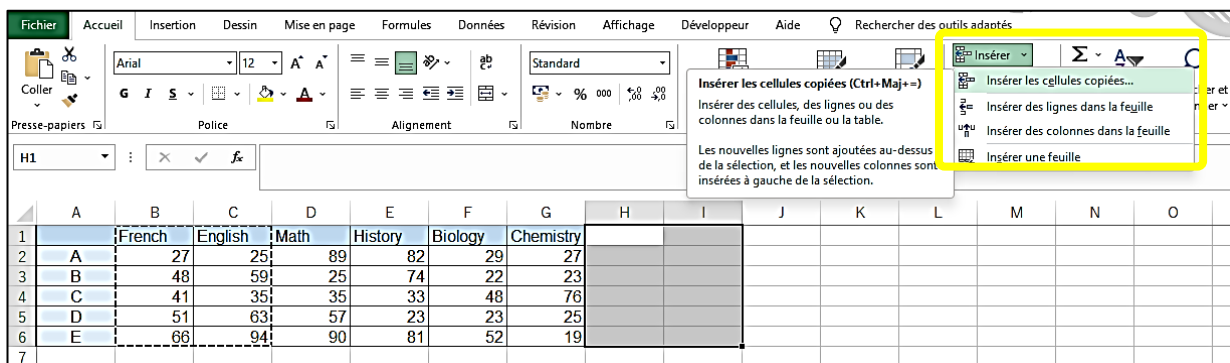 Fichier Accueil Insertion Dessin Mise en page Formules Données Révision Affichage Développeur Aide Rechercher des outils adaptés
Coller
Arial 12 A A
G I S A
ab
Standard
% 000
Presse-papiers Police Alignement Nombre
Insérer
Insérer les cellules copiées...
Insérer des lignes dans la feuille
Insérer des colonnes dans la feuille
Insérer une feuille
Insérer les cellules copiées (Ctrl+Maj+=)
Insérer des cellules, des lignes ou des
colonnes dans la feuille ou la table.
Les nouvelles lignes sont ajoutées au-dessus
de la sélection, et les nouvelles colonnes sont
insérées à gauche de la sélection.
H1 fx
A B C D E F G H I J K L M N O
1 French English Math History Biology Chemistry
2 A 27 25 89 82 29 27
3 B 48 59 25 74 22 23
4 C 41 35 35 33 48 76
5 D 51 63 57 23 23 25
6 E 66 94 90 81 52 19
7